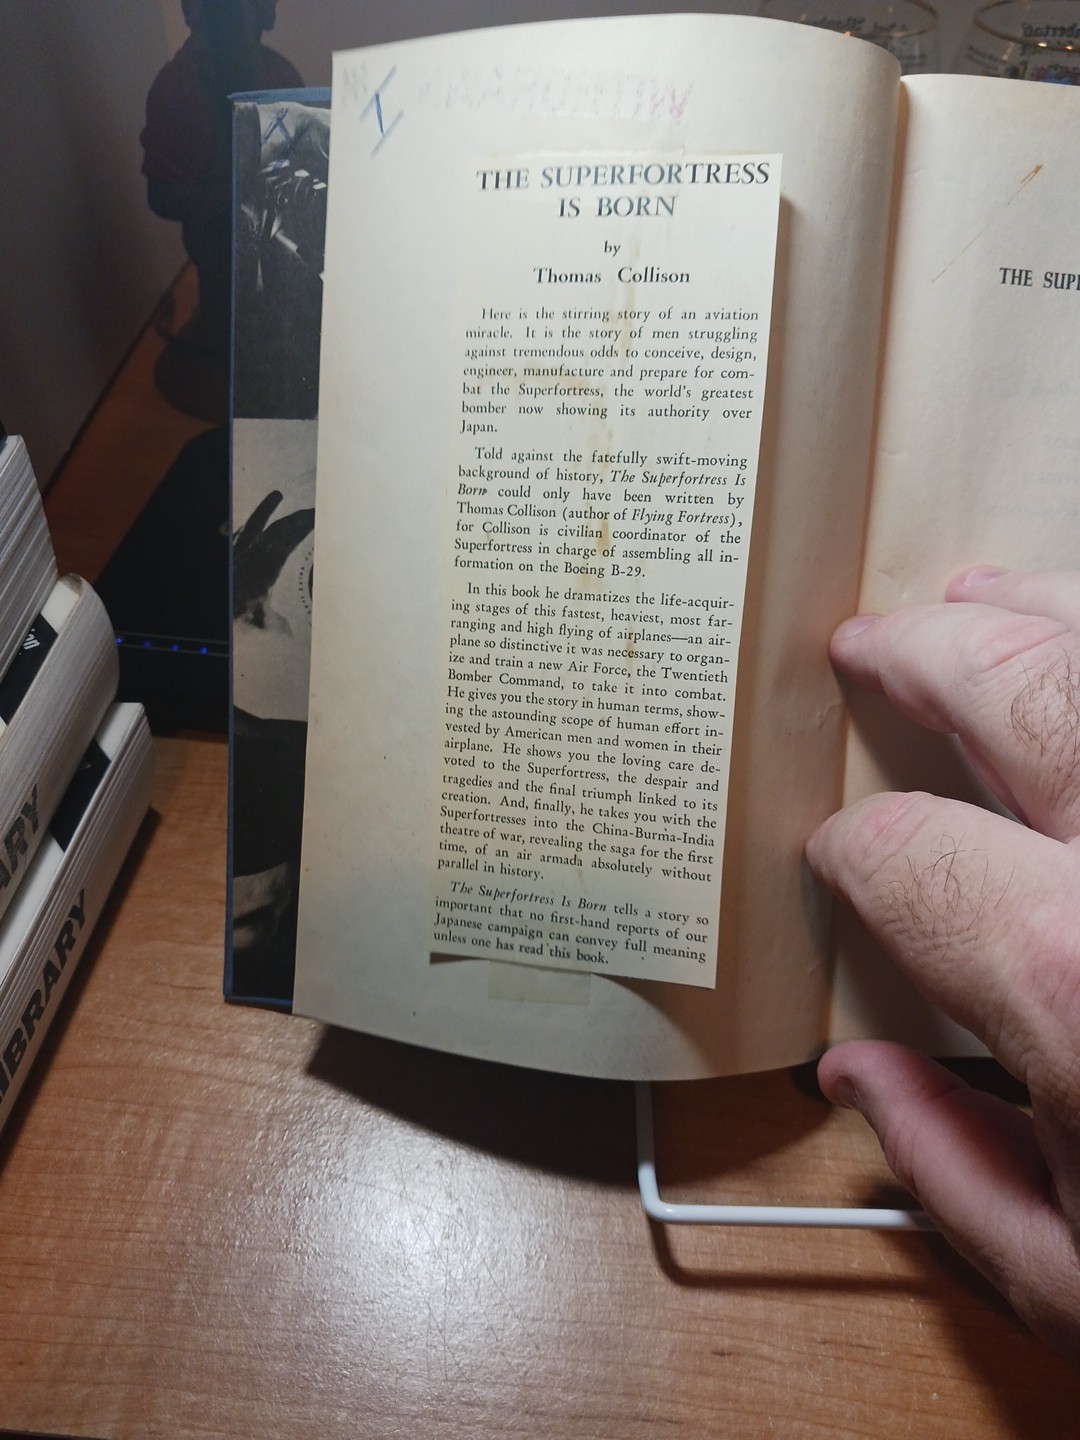 WITHDRAWN
THE SUPERFORTRESS
IS BORN
by
Thomas Collison
Here is the stirring story of an aviation
miracle. It is the story of men struggling
against tremendous odds to conceive, design,
engineer, manufacture and prepare for com-
bat the Superfortress, the world's greatest
bomber now showing its authority over
Japan.
Told against the fatefully swift-moving
background of history, The Superfortress Is
Born could only have been written by
Thomas Collison (author of Flying Fortress),
for Collison is civilian coordinator of the
Superfortress in charge of assembling all in-
formation on the Boeing B-29.
In this book he dramatizes the life-acquir-
ing stages of this fastest, heaviest, most far-
ranging and high flying of airplanes—an air-
plane so distinctive it was necessary to organ-
ize and train a new Air Force, the Twentieth
Bomber Command, to take it into combat.
He gives you the story in human terms, show-
ing the astounding scope of human effort in-
vested by American men and women in their
airplane. He shows you the loving care de-
voted to the Superfortress, the despair and
tragedies and the final triumph linked to its
creation. And, finally, he takes you with the
Superfortresses into the China-Burma-India
theatre of war, revealing the saga for the first
time, of an air armada absolutely without
parallel in history.
The Superfortress Is Born tells a story so
important that no first-hand reports of our
Japanese campaign can convey full meaning
unless one has read this book.
THE SUPE
ARY
IBRARY